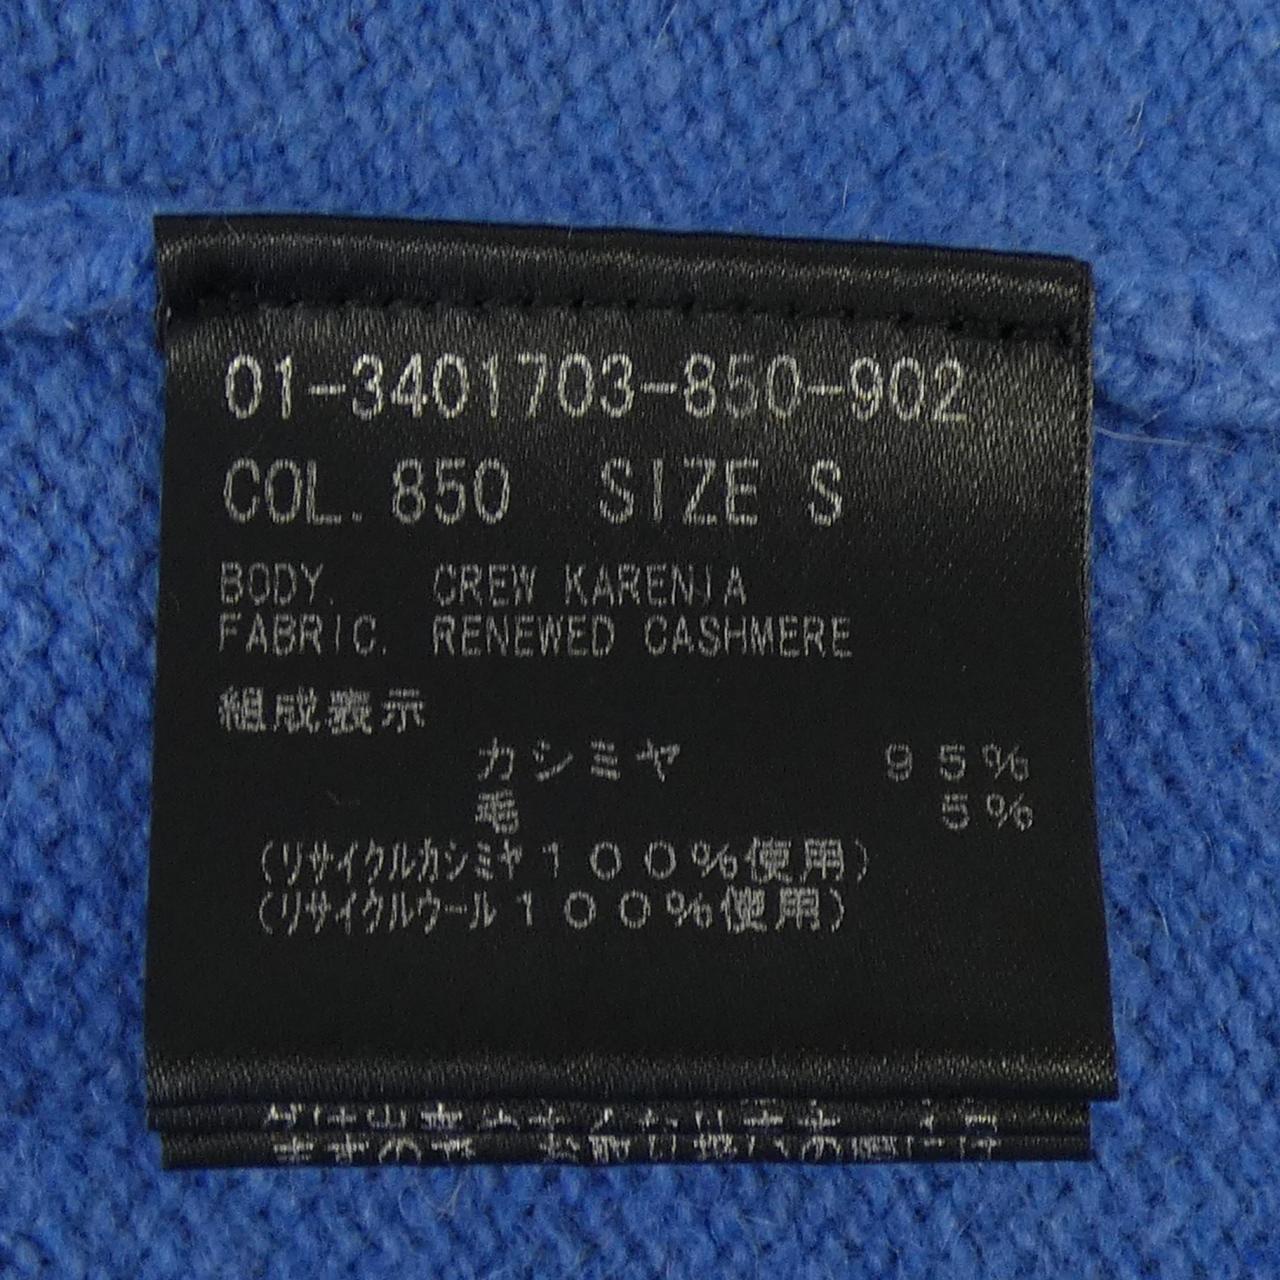 01-3401703-850-902
COL. 850 SIZE S
BODY. CREW KARENIA
FABRIC. RENEWED CASHMERE
組成表示
カシミヤ 95%
毛 5%
(リサイクルカシミヤ100%使用)
(リサイクルウール100%使用)